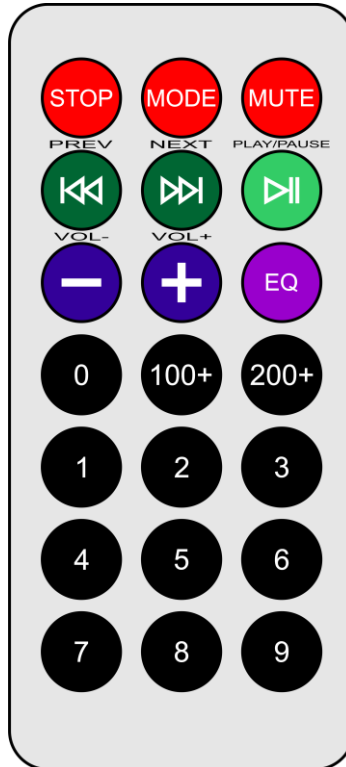 STOP MODE MUTE
PREV NEXT PLAY/PAUSE
VOL- VOL+
EQ
0 100+ 200+
1 2 3
4 5 6
7 8 9